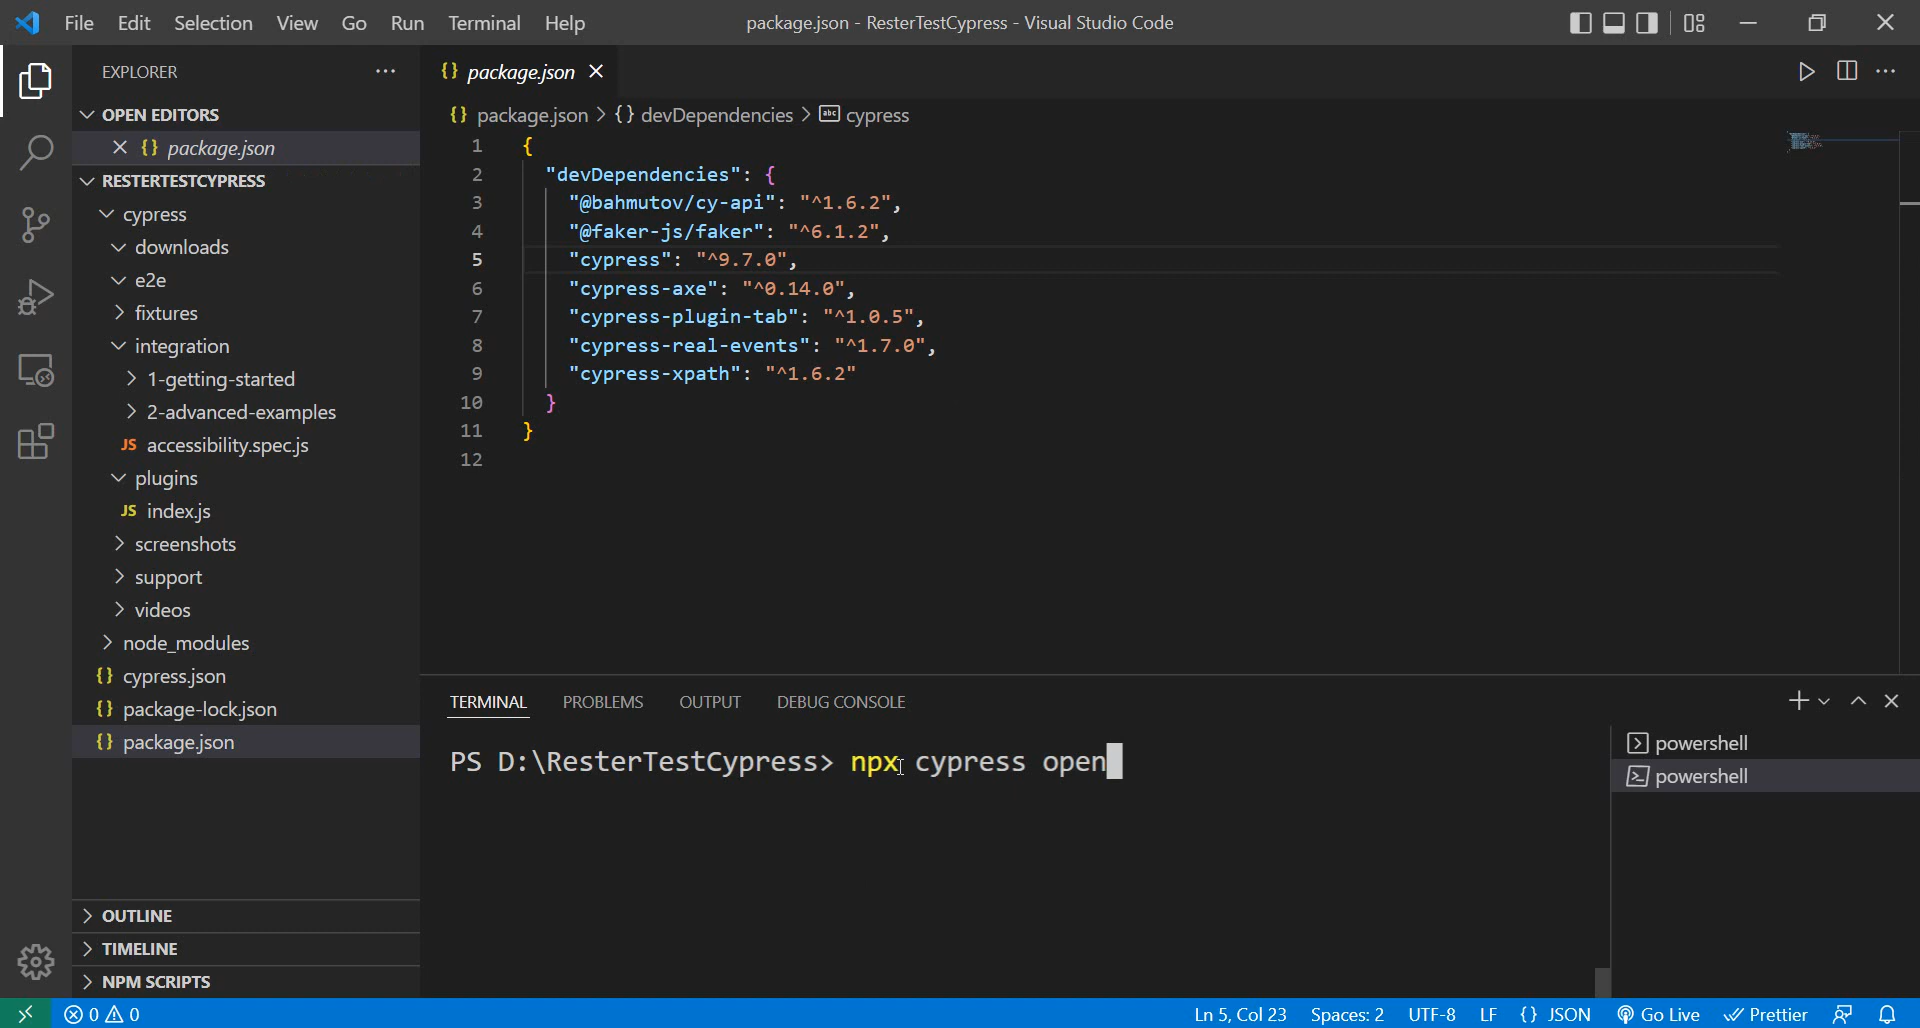 File Edit Selection View Go Run Terminal Help
package.json - ResterTestCypress - Visual Studio Code
EXPLORER
OPEN EDITORS
{} package.json
RESTERTESTCYPRESS
cypress
downloads
e2e
fixtures
integration
1-getting-started
2-advanced-examples
JS accessibility.spec.js
plugins
JS index.js
screenshots
support
videos
node_modules
{} cypress.json
{} package-lock.json
{} package.json
OUTLINE
TIMELINE
NPM SCRIPTS
{} package.json
{} package.json > {} devDependencies > abc cypress
1 {
2 "devDependencies": {
3 "@bahmutov/cy-api": "^1.6.2",
4 "@faker-js/faker": "^6.1.2",
5 "cypress": "^9.7.0",
6 "cypress-axe": "^0.14.0",
7 "cypress-plugin-tab": "^1.0.5",
8 "cypress-real-events": "^1.7.0",
9 "cypress-xpath": "^1.6.2"
10 }
11 }
12
TERMINAL PROBLEMS OUTPUT DEBUG CONSOLE
PS D:\ResterTestCypress> npx cypress open
powershell
powershell
0 0
Ln 5, Col 23 Spaces: 2 UTF-8 LF {} JSON Go Live Prettier